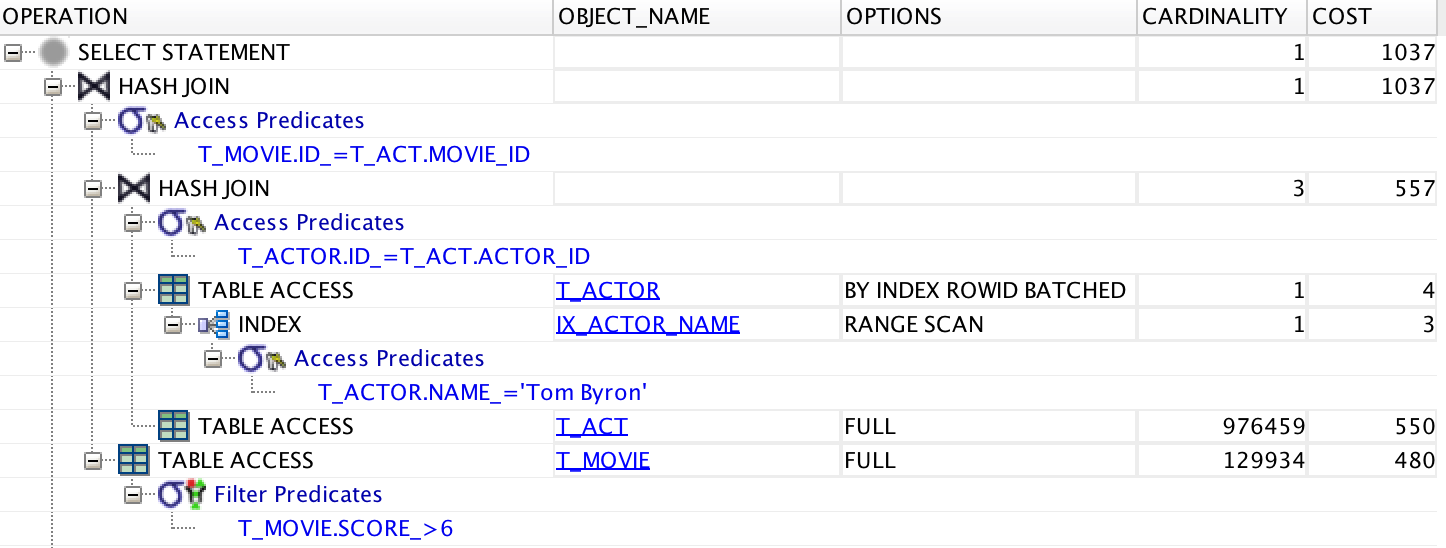 OPERATION OBJECT_NAME OPTIONS CARDINALITY COST
SELECT STATEMENT 1 1037
HASH JOIN 1 1037
Access Predicates
T_MOVIE.ID_=T_ACT.MOVIE_ID
HASH JOIN 3 557
Access Predicates
T_ACTOR.ID_=T_ACT.ACTOR_ID
TABLE ACCESS T_ACTOR BY INDEX ROWID BATCHED 1 4
INDEX IX_ACTOR_NAME RANGE SCAN 1 3
Access Predicates
T_ACTOR.NAME_='Tom Byron'
TABLE ACCESS T_ACT FULL 976459 550
TABLE ACCESS T_MOVIE FULL 129934 480
Filter Predicates
T_MOVIE.SCORE_>6